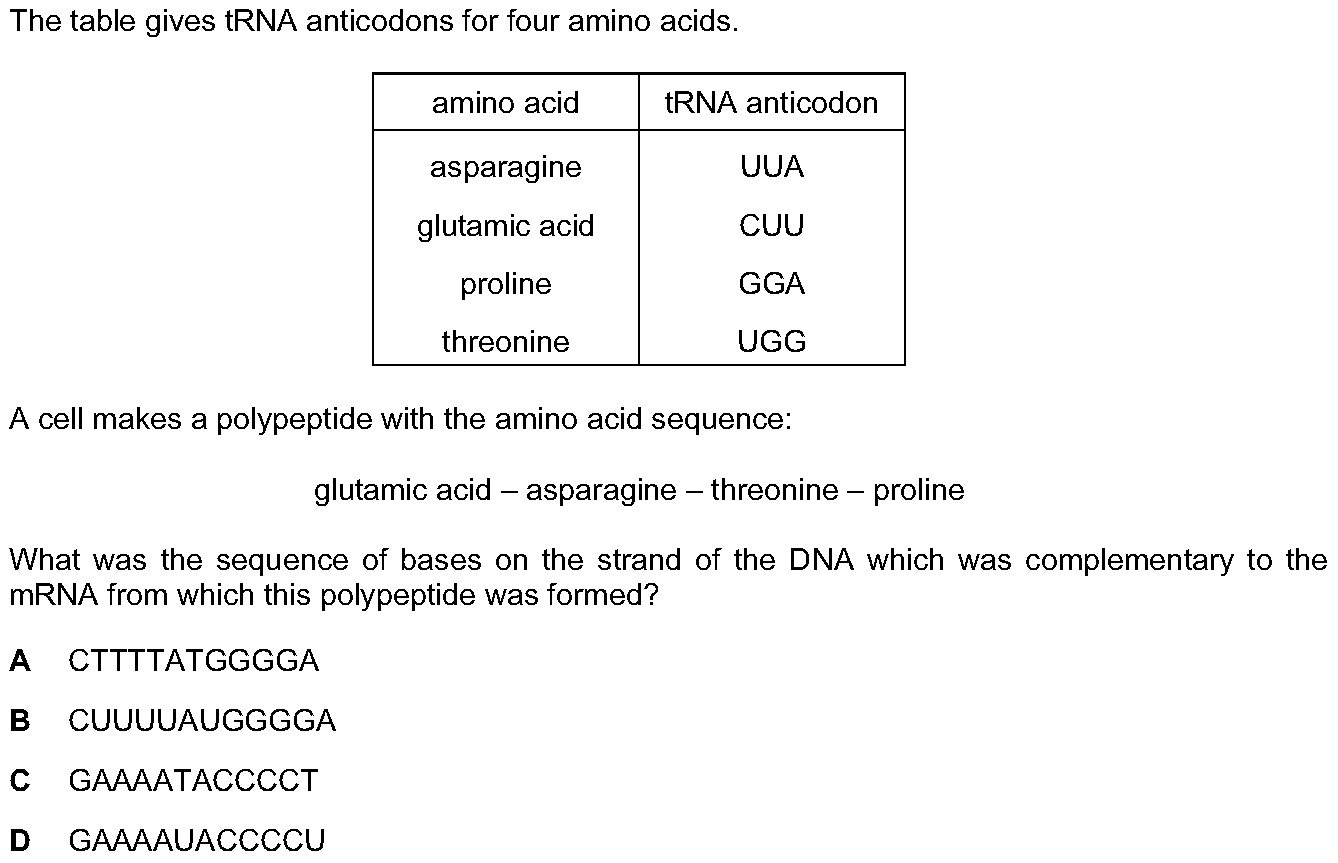 The table gives tRNA anticodons for four amino acids.
amino acid tRNA anticodon
asparagine UUA
glutamic acid CUU
proline GGA
threonine UGG
A cell makes a polypeptide with the amino acid sequence:
glutamic acid – asparagine – threonine – proline
What was the sequence of bases on the strand of the DNA which was complementary to the
mRNA from which this polypeptide was formed?
A CTTTTATGGGGA
B CUUUUAUGGGGA
C GAAAATACCCCT
D GAAAAUACCCCU